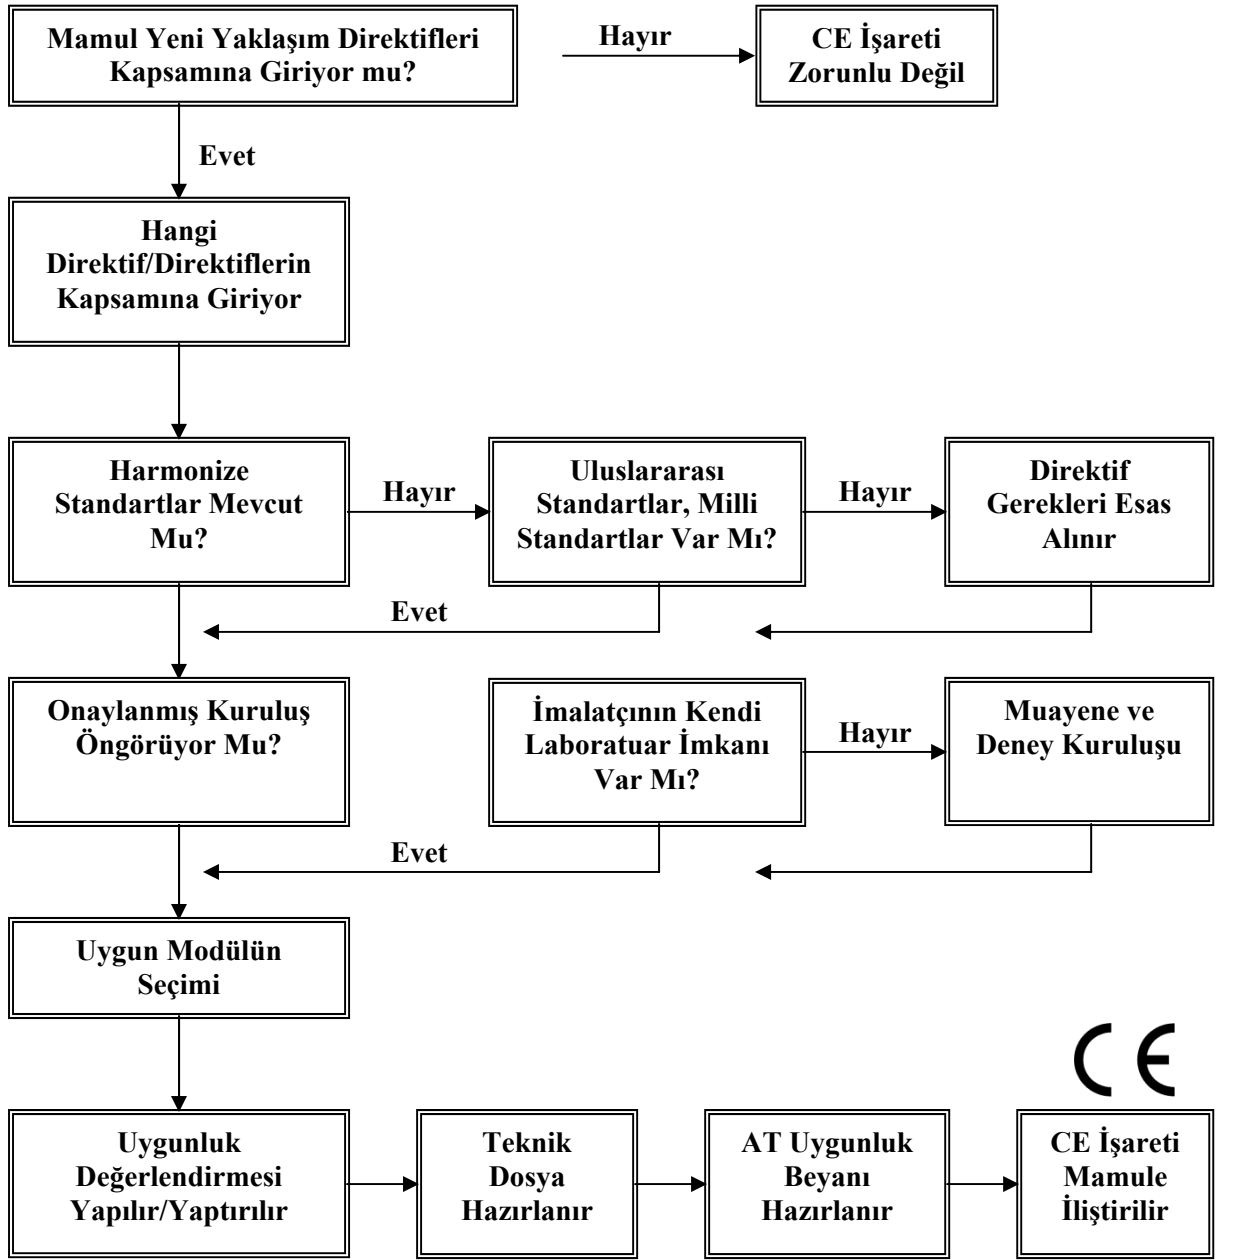 Mamul Yeni Yaklaşım Direktifleri
Kapsamına Giriyor mu?
Hayır
CE İşareti
Zorunlu Değil
Evet
Hangi
Direktif/Direktiflerin
Kapsamına Giriyor
Harmonize
Standartlar Mevcut
Mu?
Hayır
Uluslararası
Standartlar, Milli
Standartlar Var Mı?
Hayır
Direktif
Gerekleri Esas
Alınır
Evet
Onaylanmış Kuruluş
Öngörüyor Mu?
İmalatçının Kendi
Laboratuar İmkanı
Var Mı?
Hayır
Muayene ve
Deney Kuruluşu
Evet
Uygun Modülün
Seçimi
CE
Uygunluk
Değerlendirmesi
Yapılır/Yaptırılır
Teknik
Dosya
Hazırlanır
AT Uygunluk
Beyanı
Hazırlanır
CE İşareti
Mamule
İliştirilir